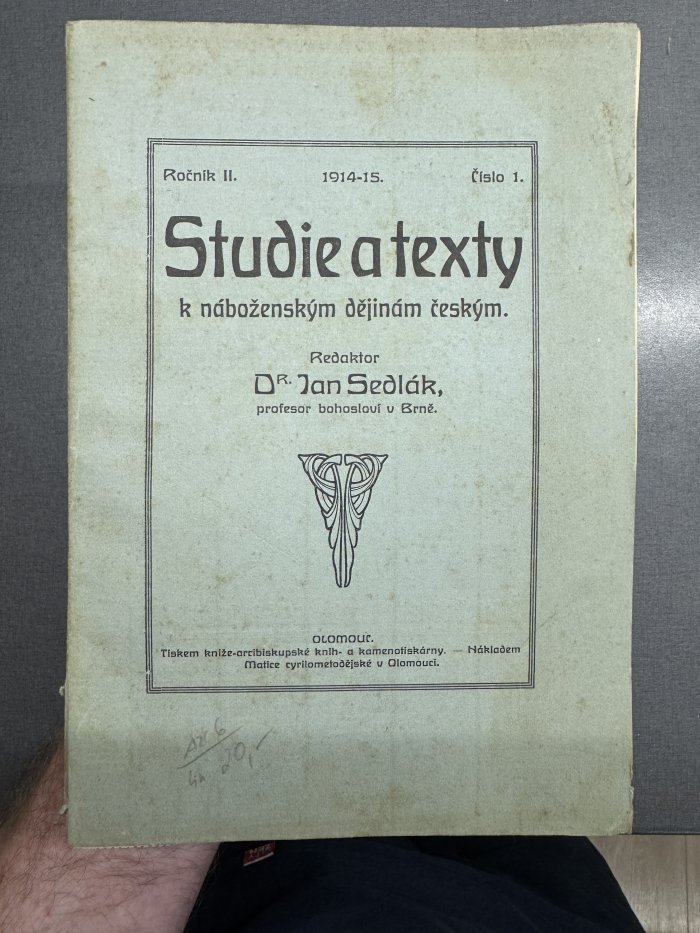 Ročník II. 1914-15. Číslo 1.
Studie a texty
k náboženským dějinám českým.
Redaktor
DR. Jan Sedlák,
profesor bohosloví v Brně.
OLOMOUC.
Tiskem kníže-arcibiskupské knih- a kamenotiskárny. — Nákladem
Matice cyrilometodějské v Olomouci.
20,-